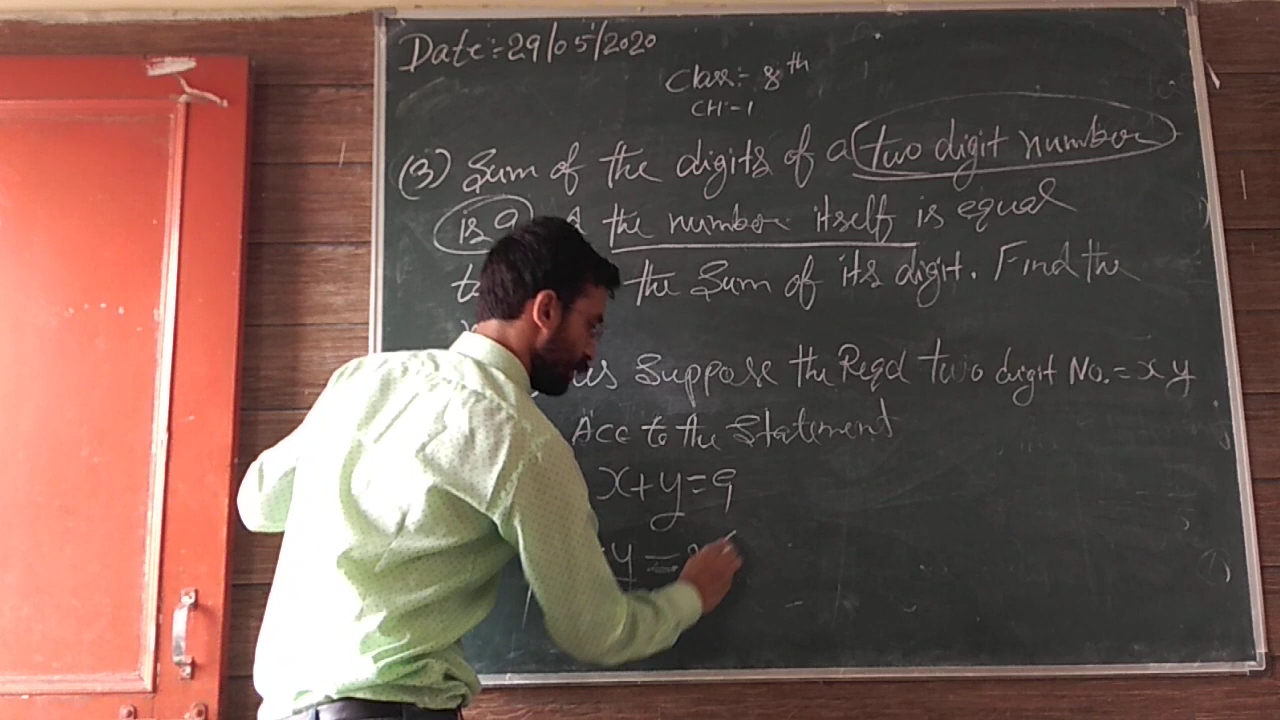 Date:-29/05/2020
Class:- 8th
CH:-1
(3) Sum of the digits of a two digit number
is 9. the number itself is equal
the Sum of its digit. Find the
us Suppose the Reqd two digit No. = xy
Acc to the Statement
x+y=9
y =